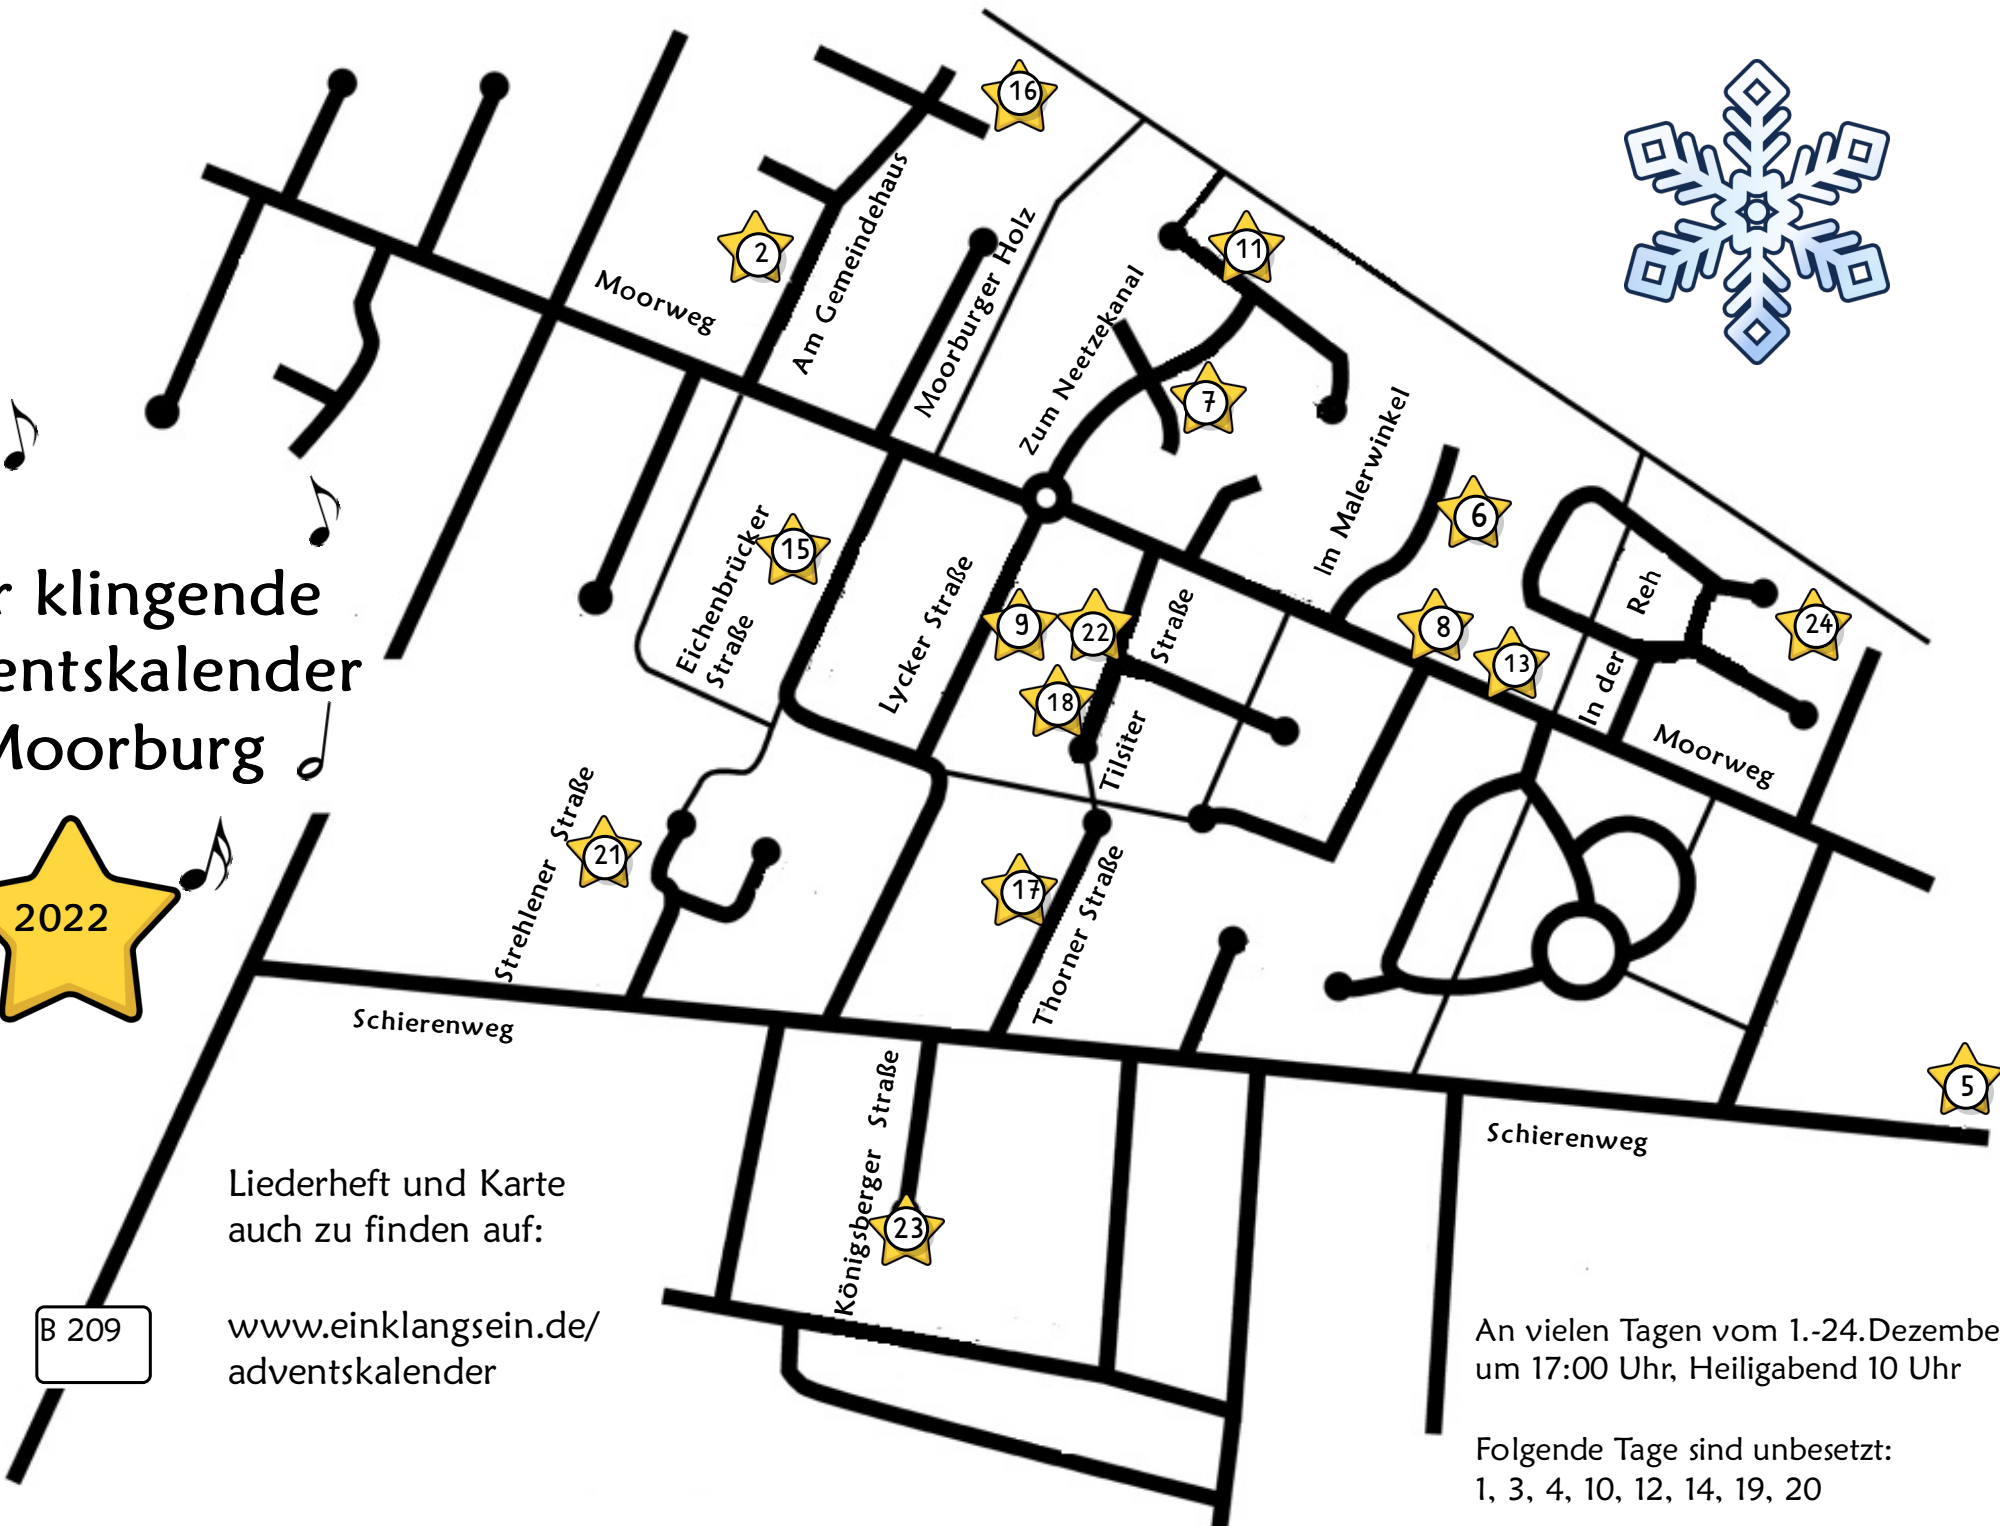 16
2
11
Moorweg
Am Gemeindehaus
Moorburger Holz
Zum Neetzekanal
7
Im Malerwinkel
6
Eichenbrücker
Straße
15
Lycker Straße
9
22
18
Tilsiter Straße
8
13
In der Reh
24
Moorweg
r klingende
entskalender
Moorburg
2022
Strehlener Straße
21
17
Thorner Straße
Schierenweg
Königsberger Straße
23
5
Schierenweg
Liederheft und Karte
auch zu finden auf:
www.einklangsein.de/
adventskalender
B 209
An vielen Tagen vom 1.-24.Dezembe
um 17:00 Uhr, Heiligabend 10 Uhr
Folgende Tage sind unbesetzt:
1, 3, 4, 10, 12, 14, 19, 20